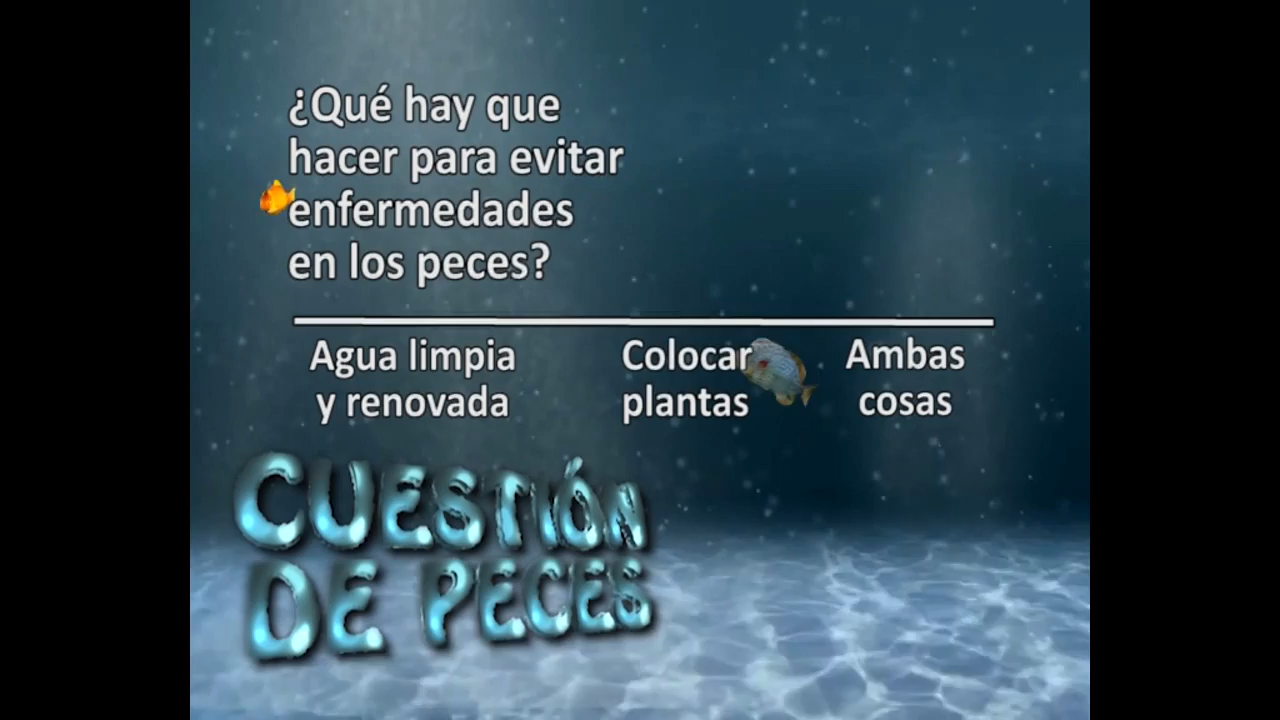 ¿Qué hay que
hacer para evitar
enfermedades
en los peces?
Agua limpia
y renovada
Colocar
plantas
Ambas
cosas
CUESTIÓN
DE PECES